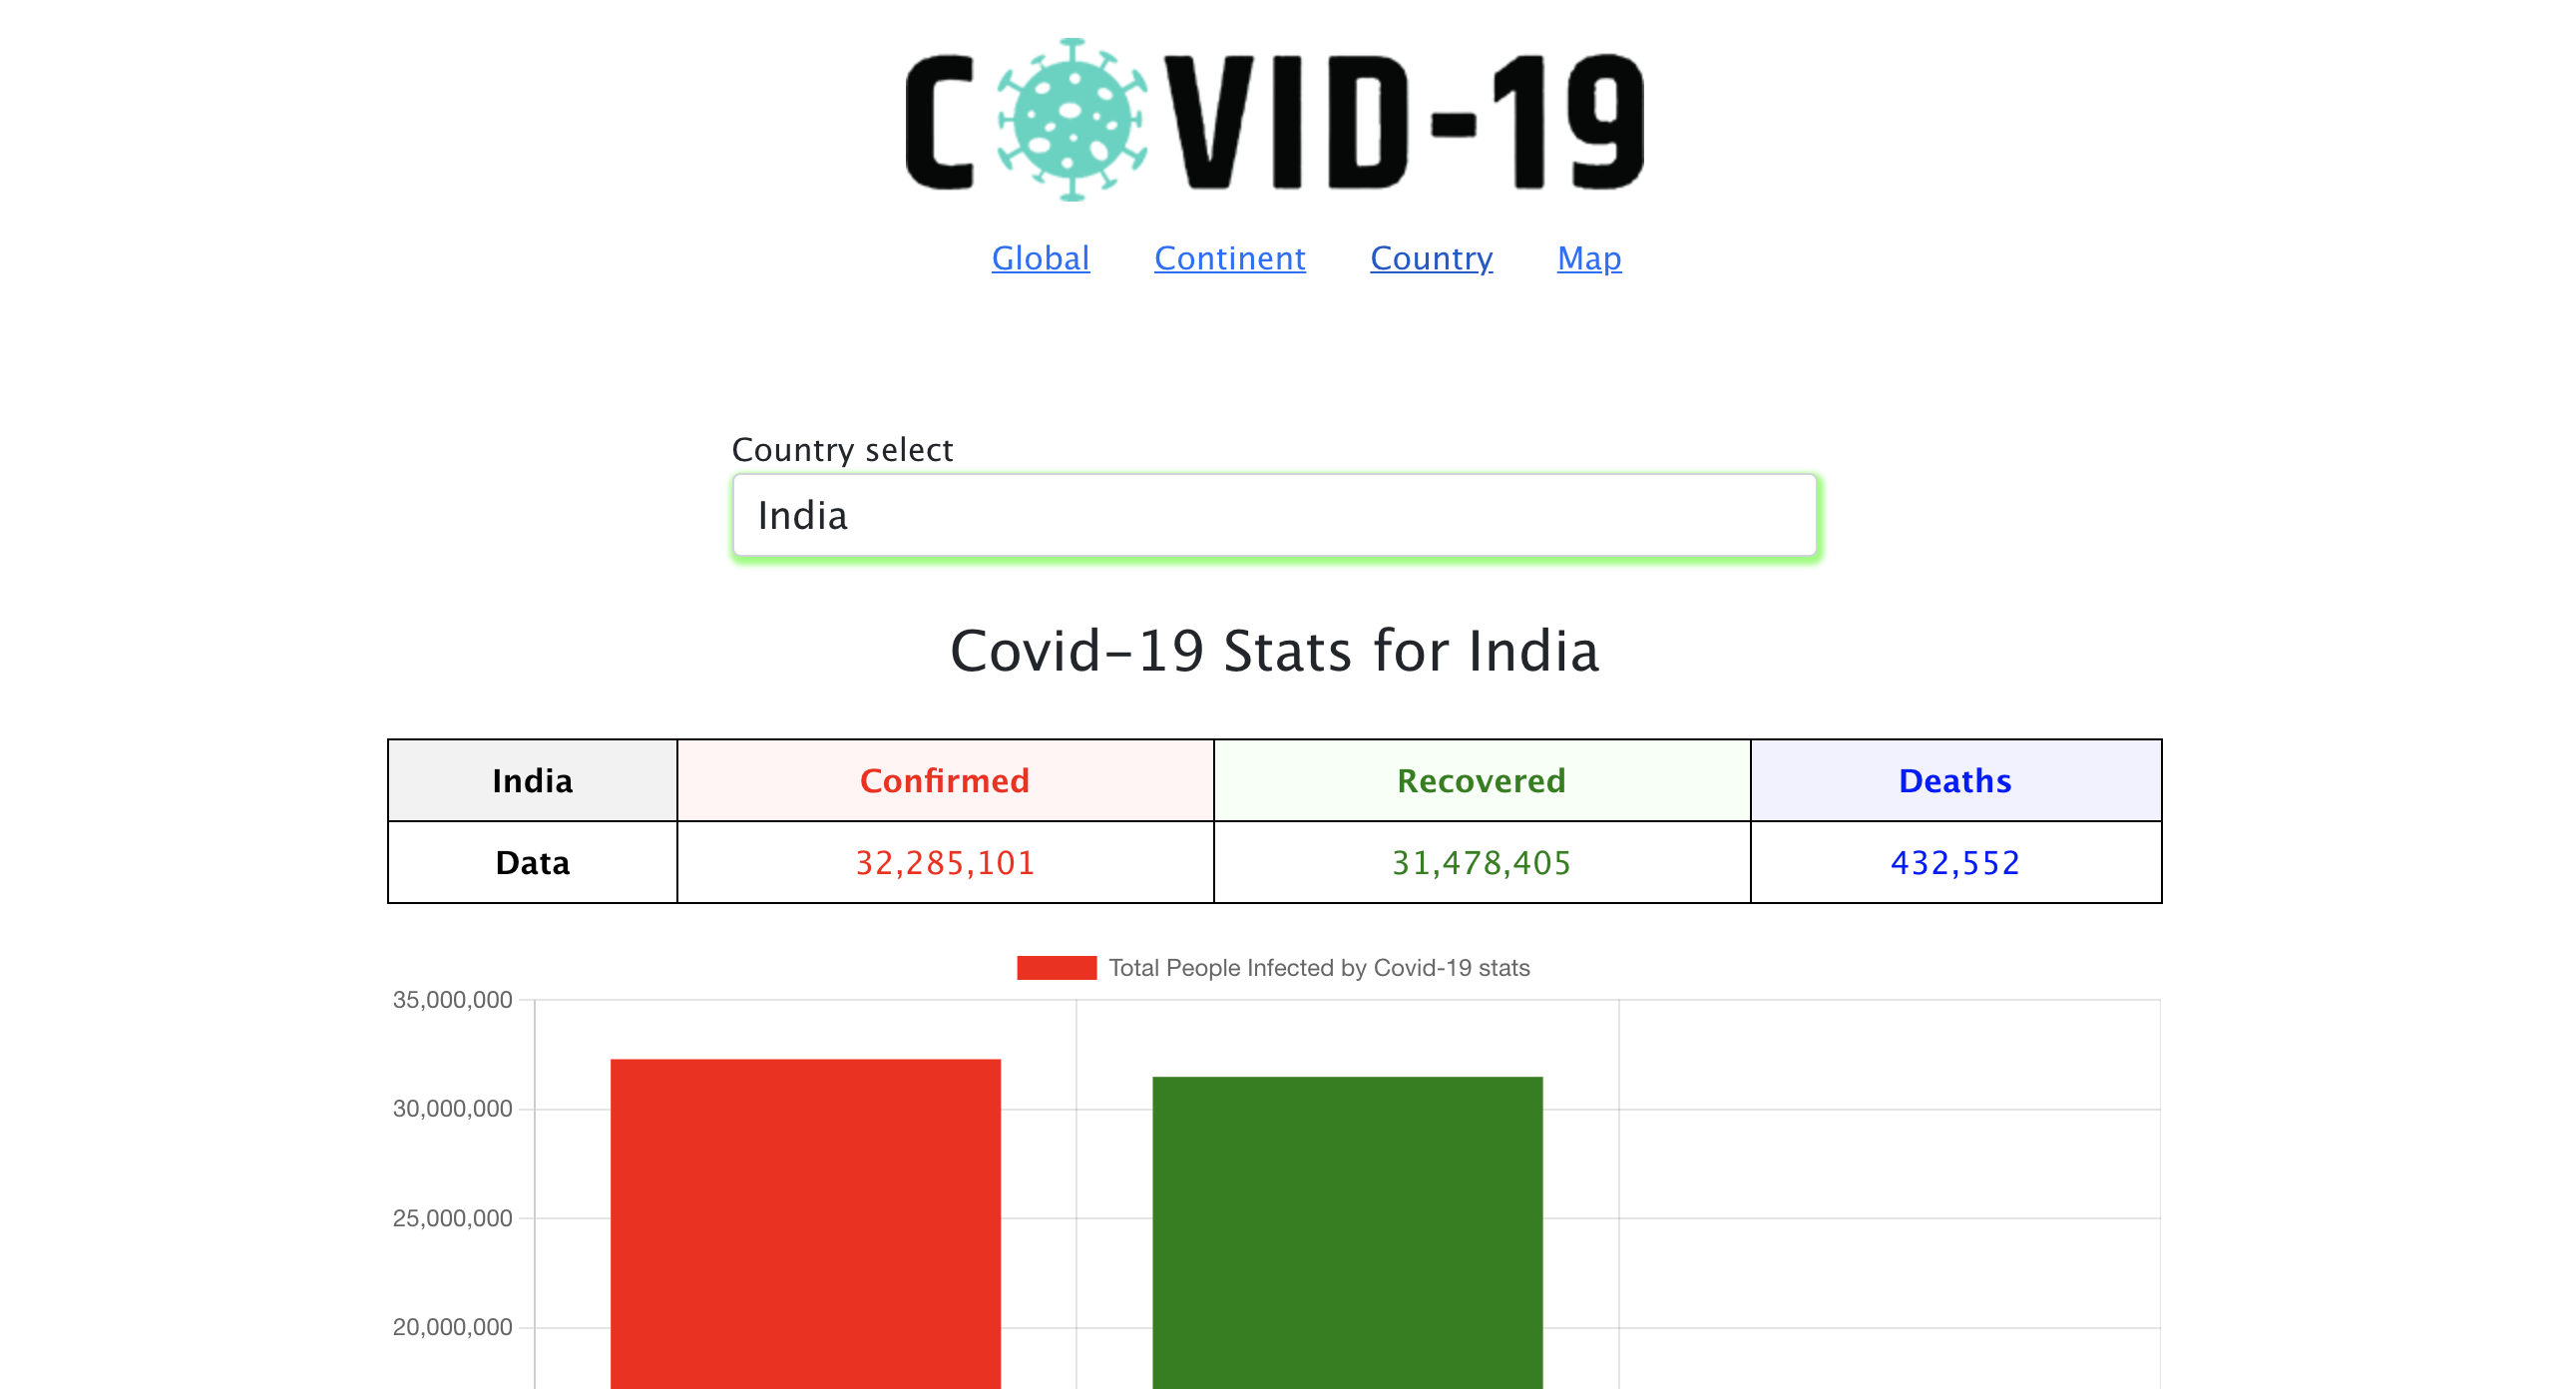 COVID-19
Global Continent Country Map
Country select
India
Covid-19 Stats for India
India Confirmed Recovered Deaths
Data 32,285,101 31,478,405 432,552
Total People Infected by Covid-19 stats
35,000,000
30,000,000
25,000,000
20,000,000